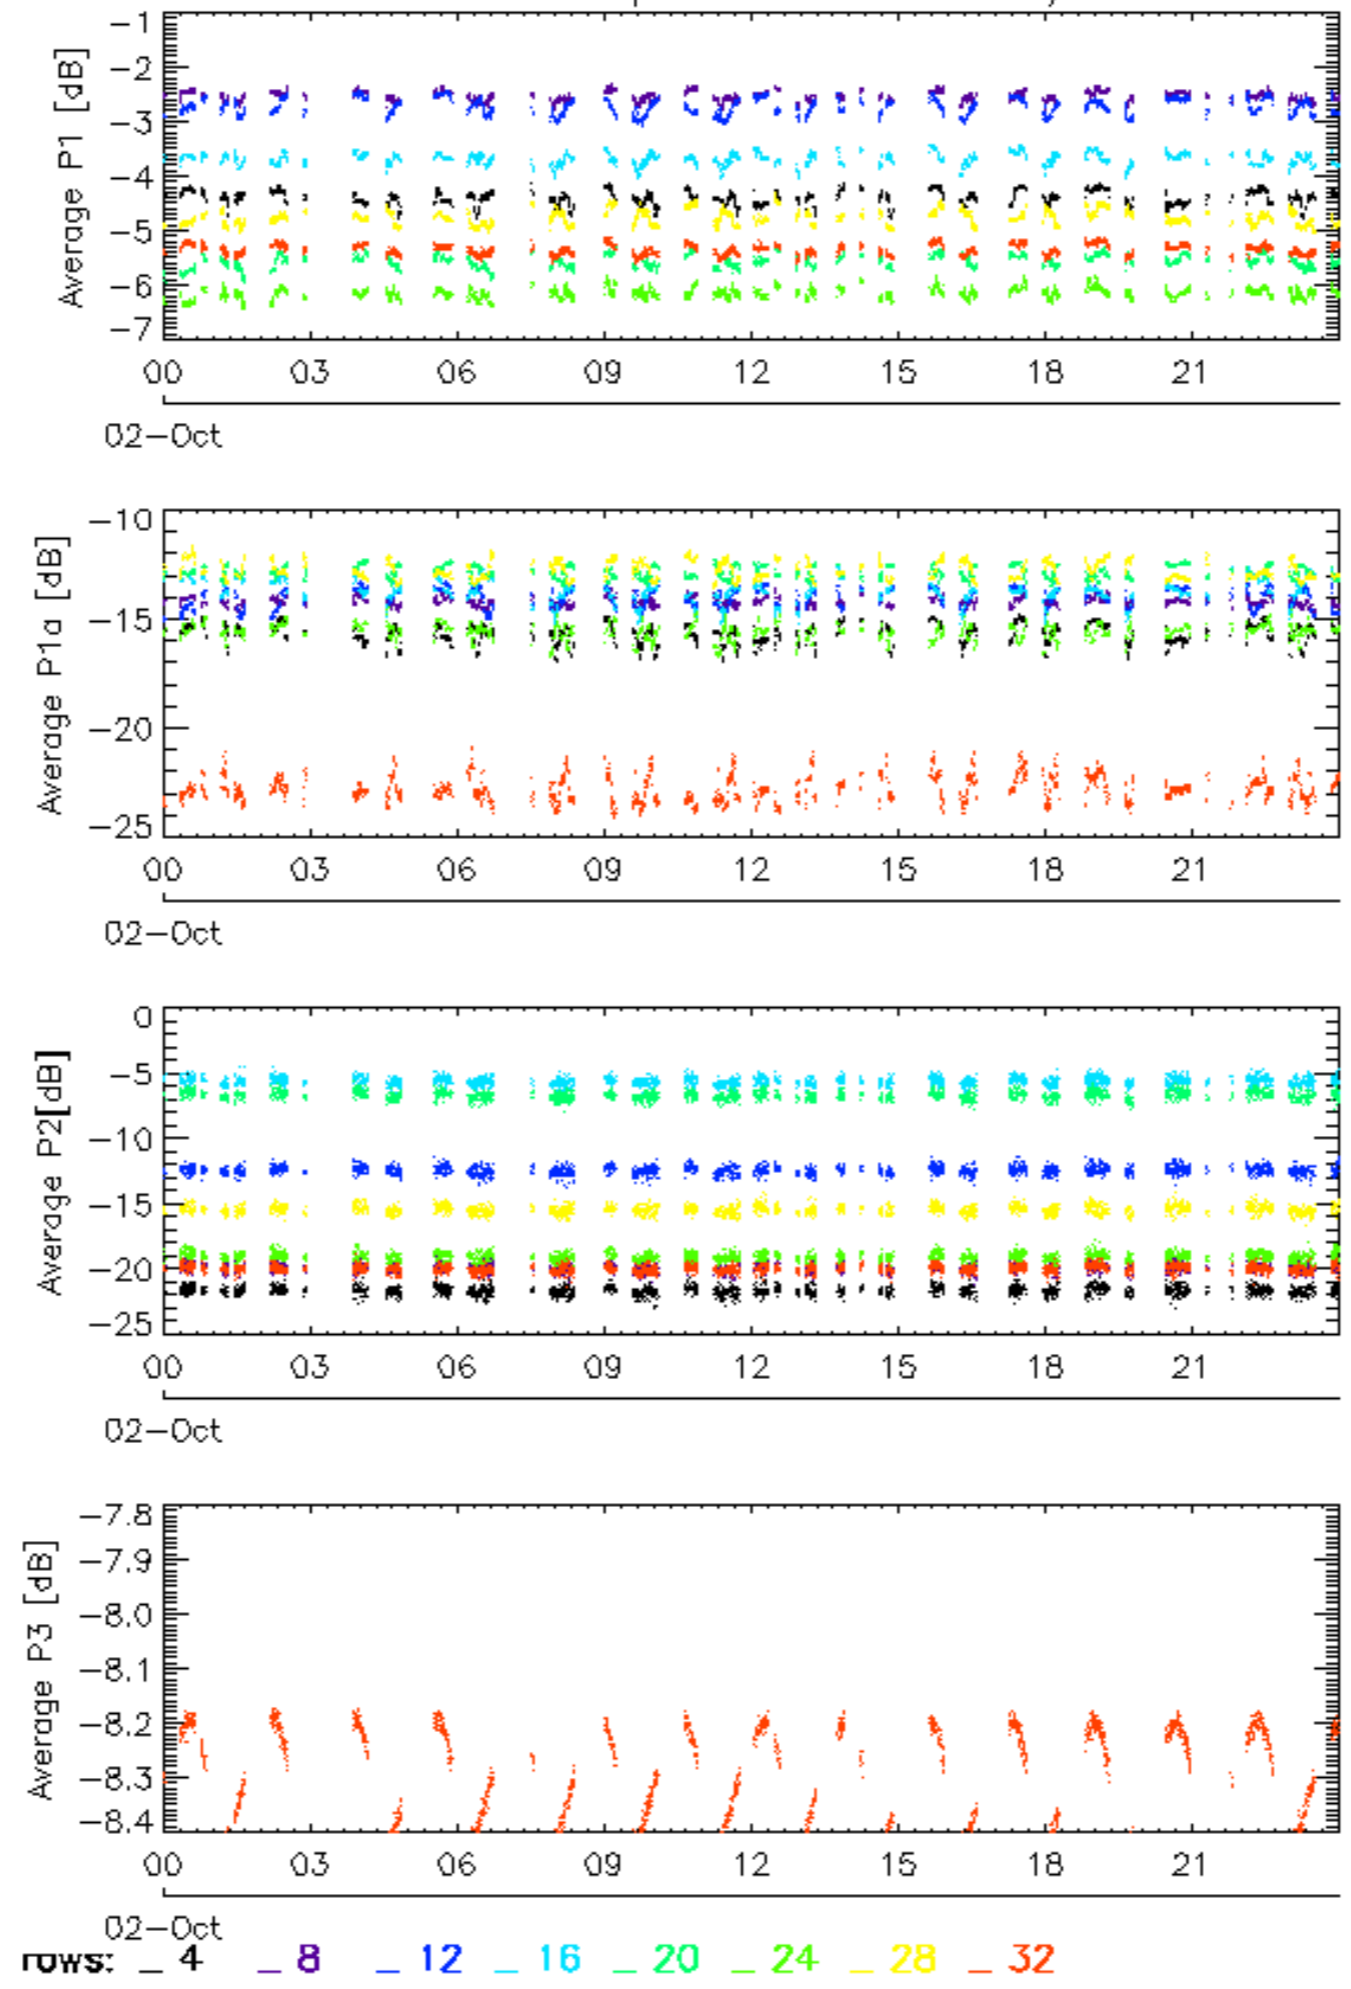 Average P1 [dB]
-1
-2
-3
-4
-5
-6
-7
00 03 06 09 12 15 18 21
02-Oct
Average P1a [dB]
-10
-15
-20
-25
00 03 06 09 12 15 18 21
02-Oct
Average P2[dB]
0
-5
-10
-15
-20
-25
00 03 06 09 12 15 18 21
02-Oct
Average P3 [dB]
-7.8
-7.9
-8.0
-8.1
-8.2
-8.3
-8.4
00 03 06 09 12 15 18 21
02-Oct
rows: _ 4 _ 8 _ 12 _ 16 _ 20 _ 24 _ 28 _ 32